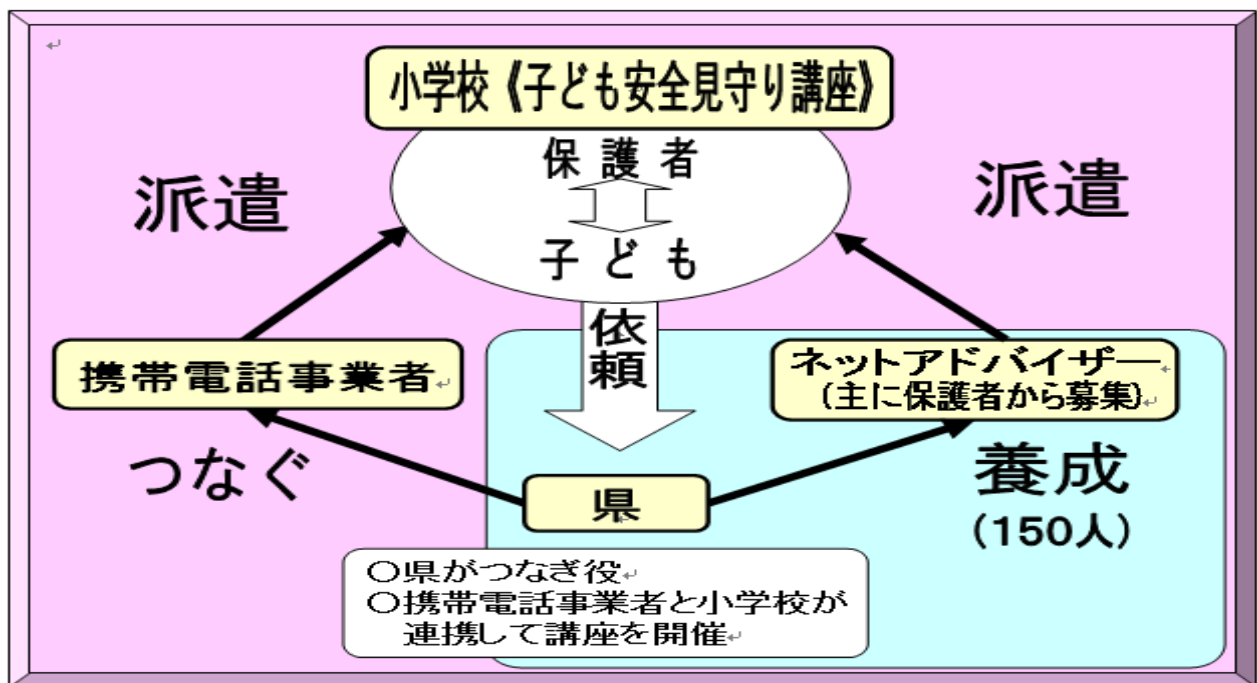 小学校《子ども安全見守り講座》
保護者
子ども
派遣
派遣
依頼
携帯電話事業者
ネットアドバイザー
(主に保護者から募集)
つなぐ
養成
(150人)
県
○県がつなぎ役
○携帯電話事業者と小学校が
連携して講座を開催